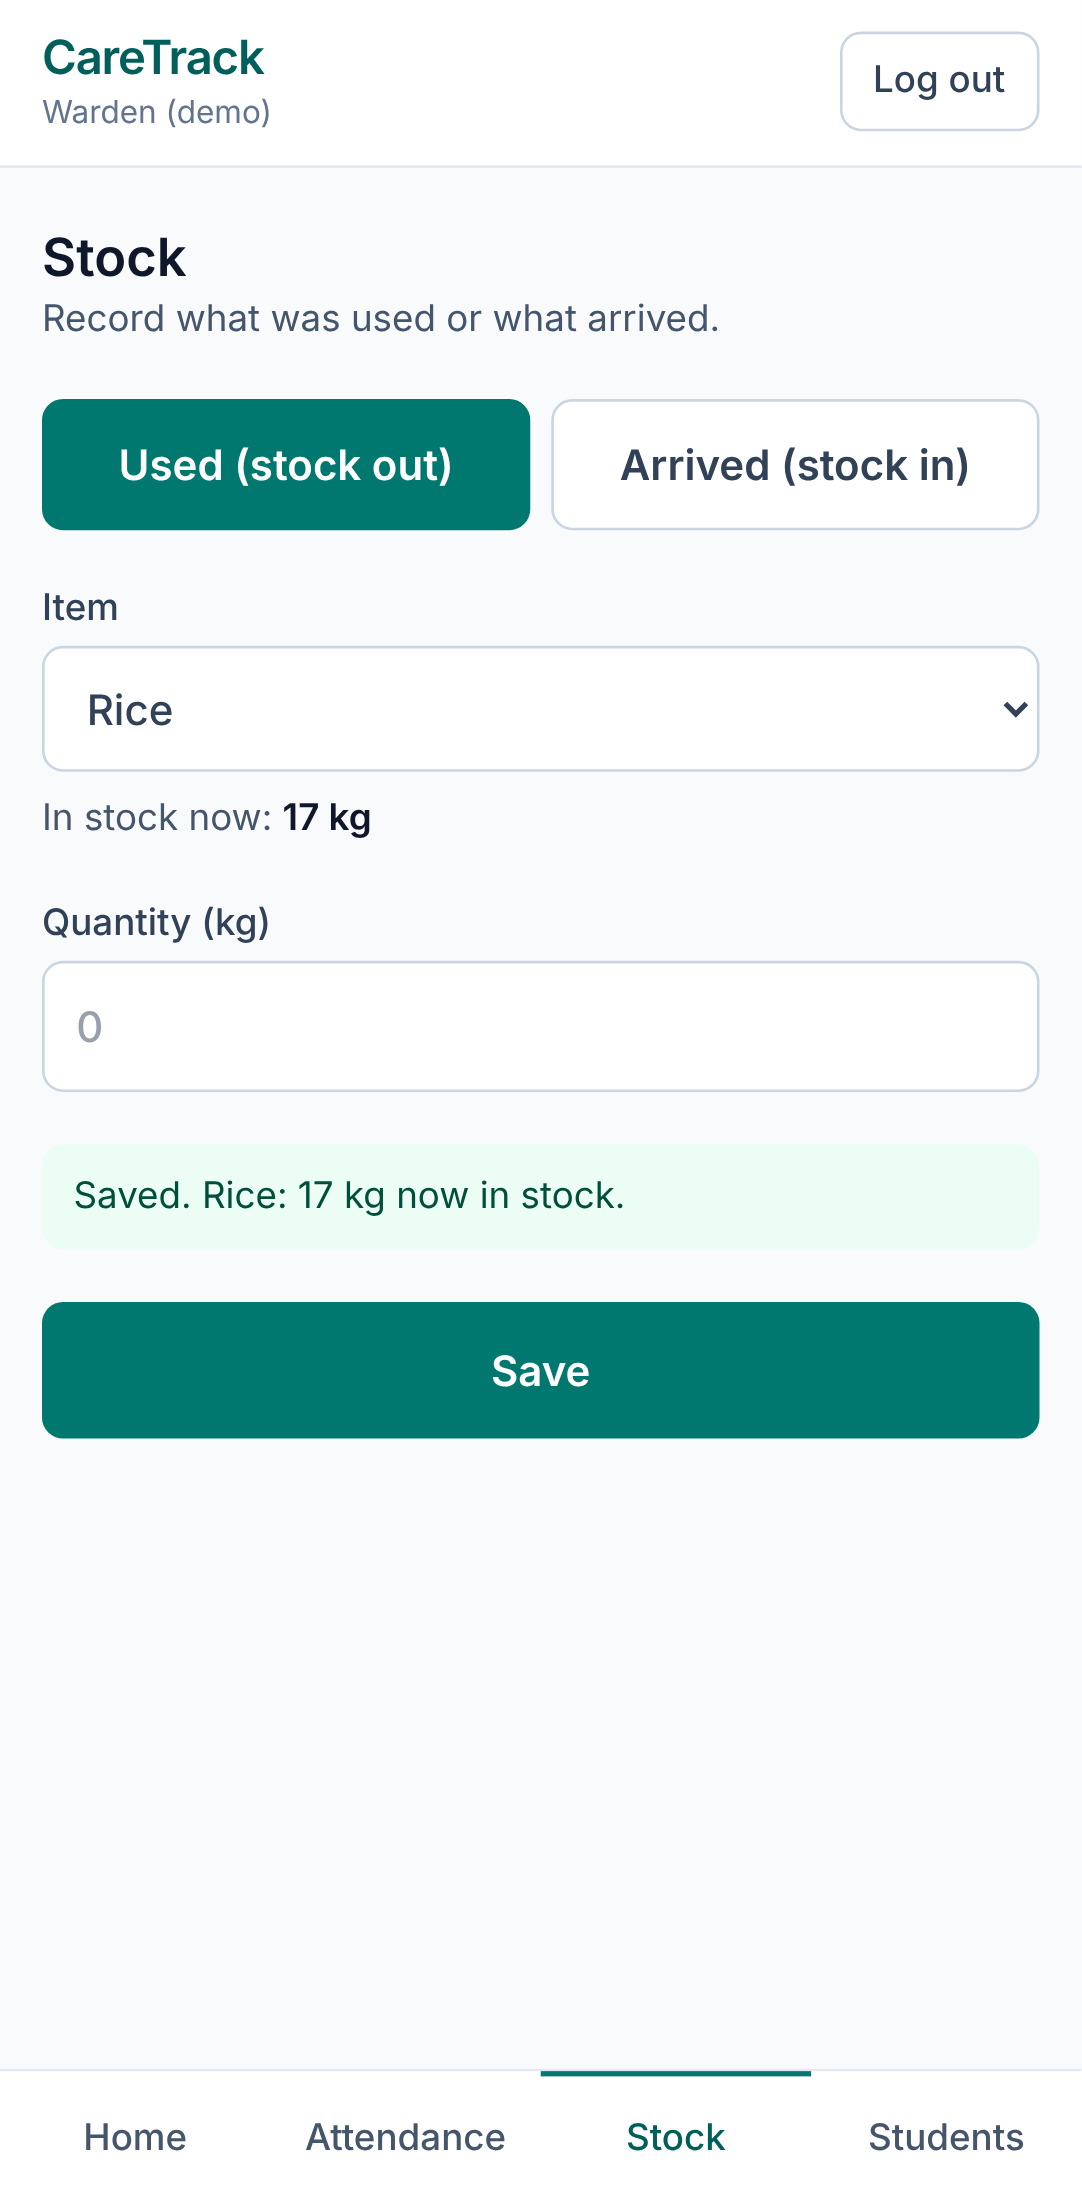 CareTrack
Warden (demo)
Log out
Stock
Record what was used or what arrived.
Used (stock out)
Arrived (stock in)
Item
Rice
In stock now: 17 kg
Quantity (kg)
0
Saved. Rice: 17 kg now in stock.
Save
Home
Attendance
Stock
Students